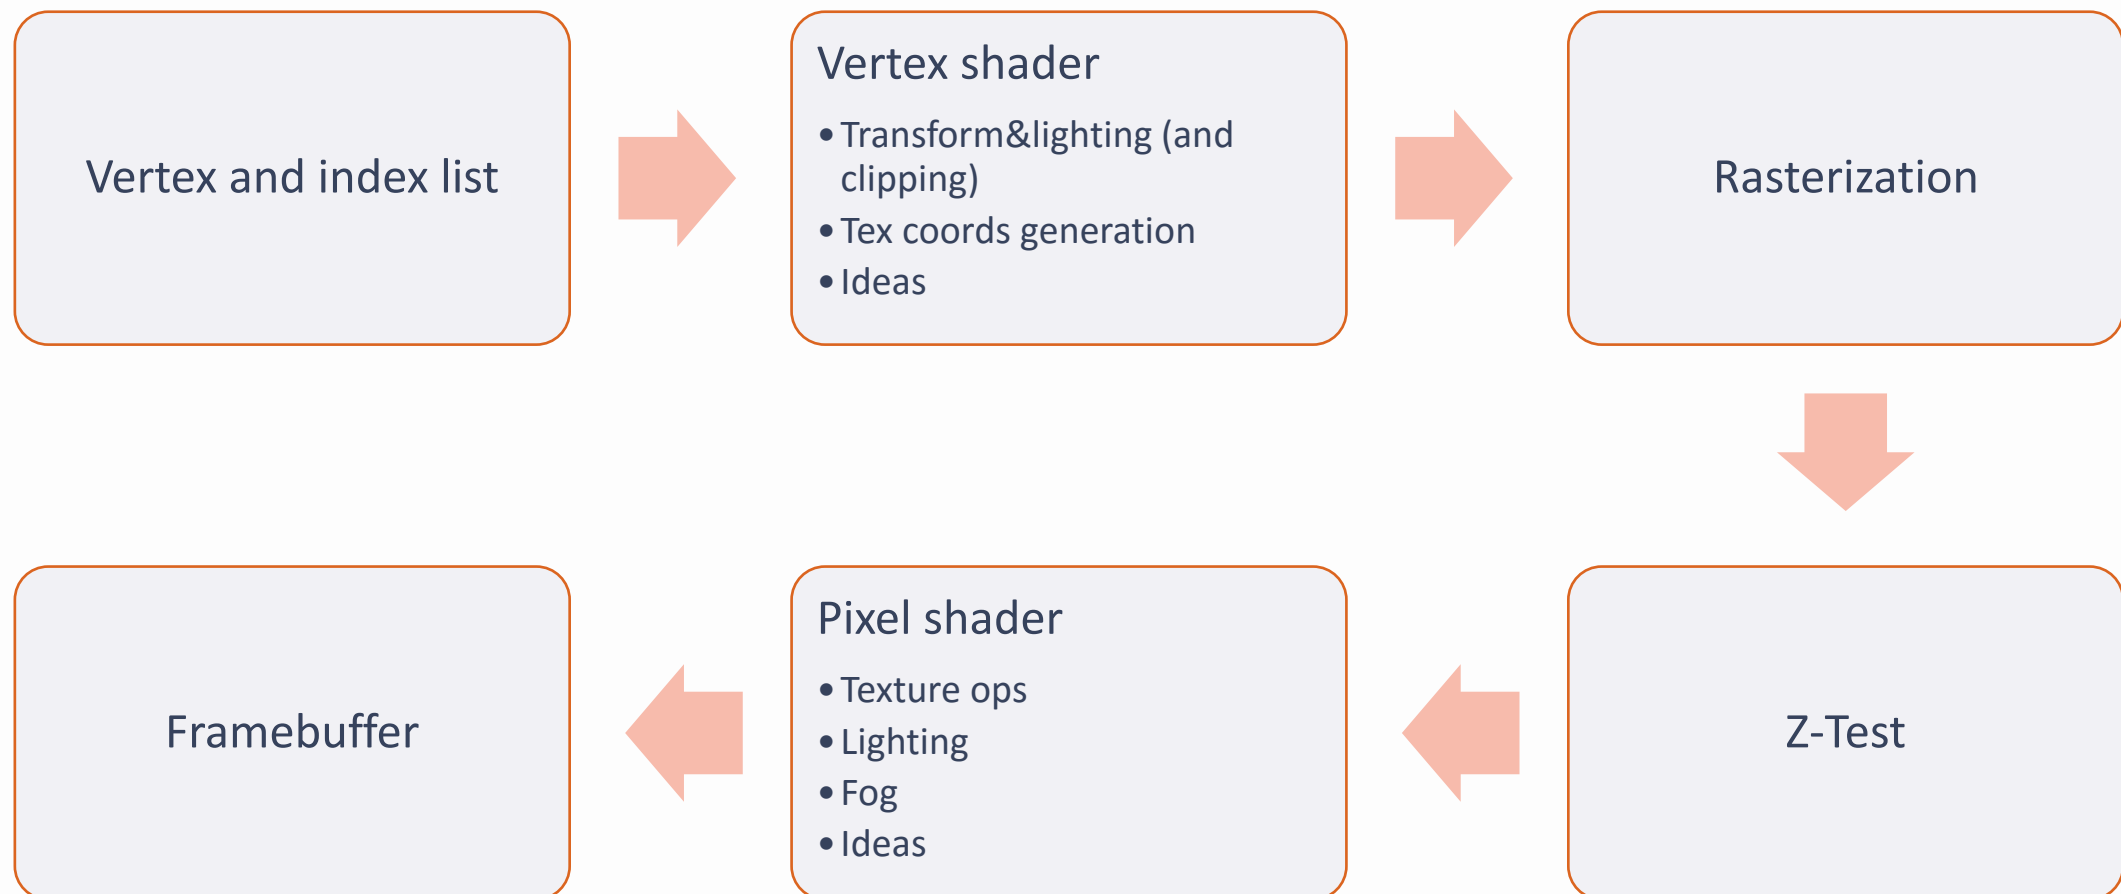 Vertex and index list
Vertex shader
•Transform&lighting (and
clipping)
•Tex coords generation
•Ideas
Rasterization
Z-Test
Pixel shader
•Texture ops
•Lighting
•Fog
•Ideas
Framebuffer